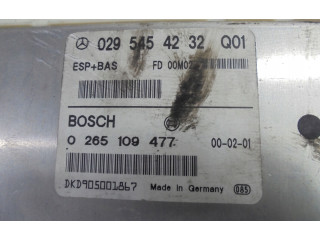 029 545 42 32 Q01
ESP+BAS FD 00M02
BOSCH
0 265 109 477 00-02-01
DKD905001867 Made in Germany 065